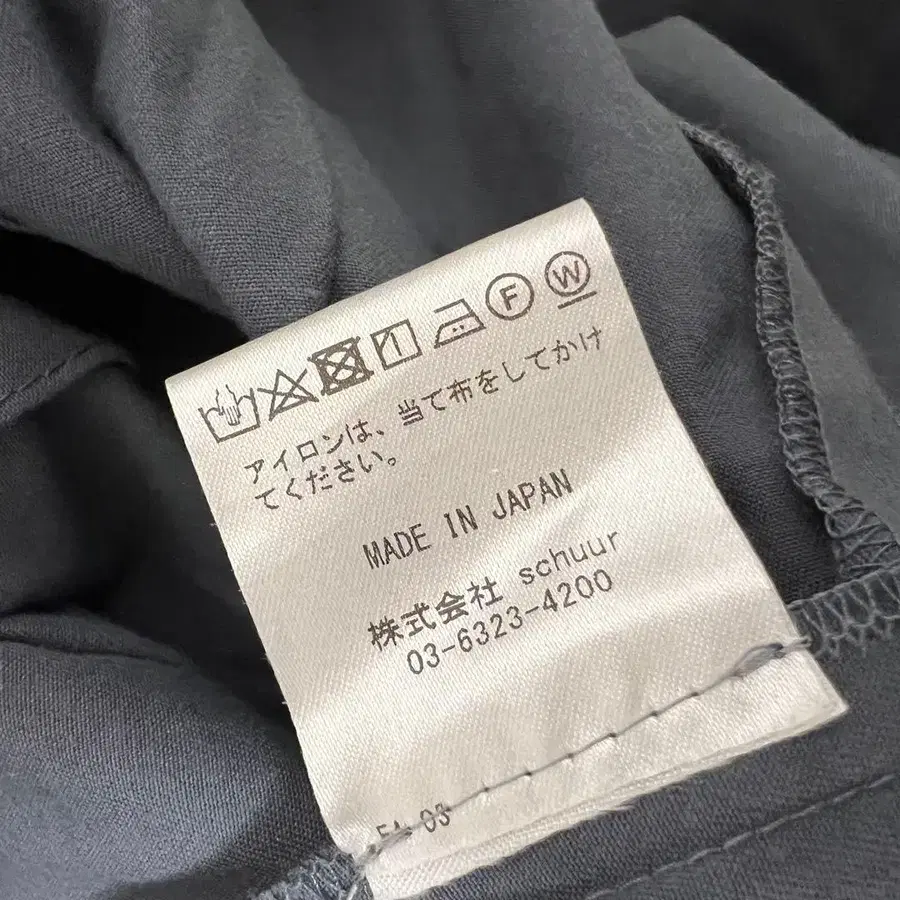 F W
アイロンは、当て布をしてかけ
てください。
MADE IN JAPAN
株式会社 schuur
03-6323-4200
03